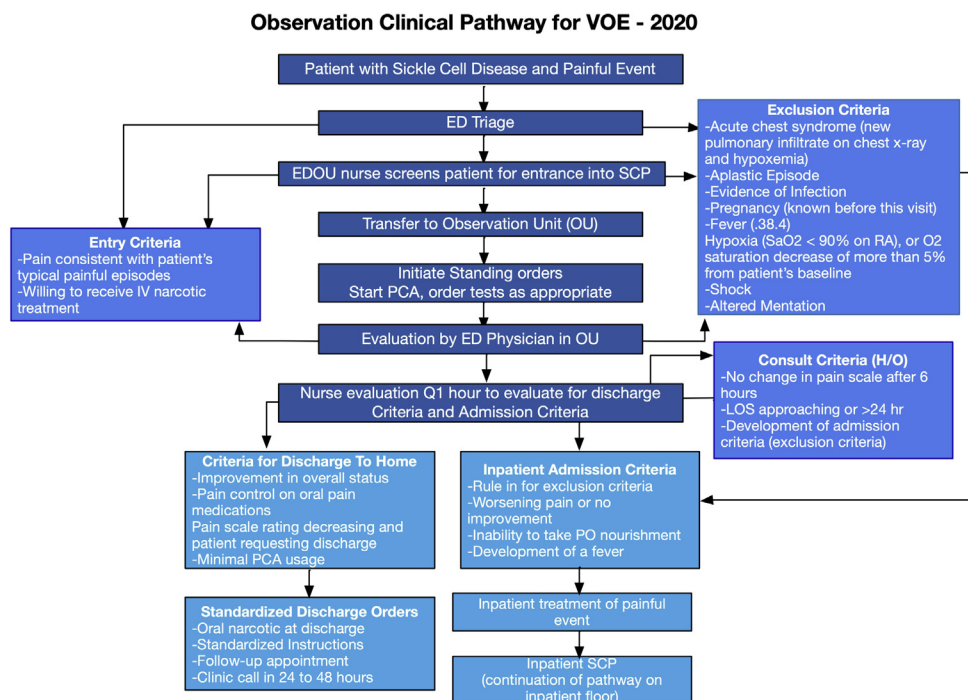 Observation Clinical Pathway for VOE - 2020
Patient with Sickle Cell Disease and Painful Event
ED Triage
EDOU nurse screens patient for entrance into SCP
Transfer to Observation Unit (OU)
Initiate Standing orders
Start PCA, order tests as appropriate
Evaluation by ED Physician in OU
Nurse evaluation Q1 hour to evaluate for discharge
Criteria and Admission Criteria
Entry Criteria
-Pain consistent with patient's
typical painful episodes
-Willing to receive IV narcotic
treatment
Exclusion Criteria
-Acute chest syndrome (new
pulmonary infiltrate on chest x-ray
and hypoxemia)
-Aplastic Episode
-Evidence of Infection
-Pregnancy (known before this visit)
-Fever (.38.4)
Hypoxia (SaO2 < 90% on RA), or O2
saturation decrease of more than 5%
from patient's baseline
-Shock
-Altered Mentation
Consult Criteria (H/O)
-No change in pain scale after 6
hours
-LOS approaching or >24 hr
-Development of admission
criteria (exclusion criteria)
Criteria for Discharge To Home
-Improvement in overall status
-Pain control on oral pain
medications
Pain scale rating decreasing and
patient requesting discharge
-Minimal PCA usage
Standardized Discharge Orders
-Oral narcotic at discharge
-Standardized Instructions
-Follow-up appointment
-Clinic call in 24 to 48 hours
Inpatient Admission Criteria
-Rule in for exclusion criteria
-Worsening pain or no
improvement
-Inability to take PO nourishment
-Development of a fever
Inpatient treatment of painful
event
Inpatient SCP
(continuation of pathway on
inpatient floor)